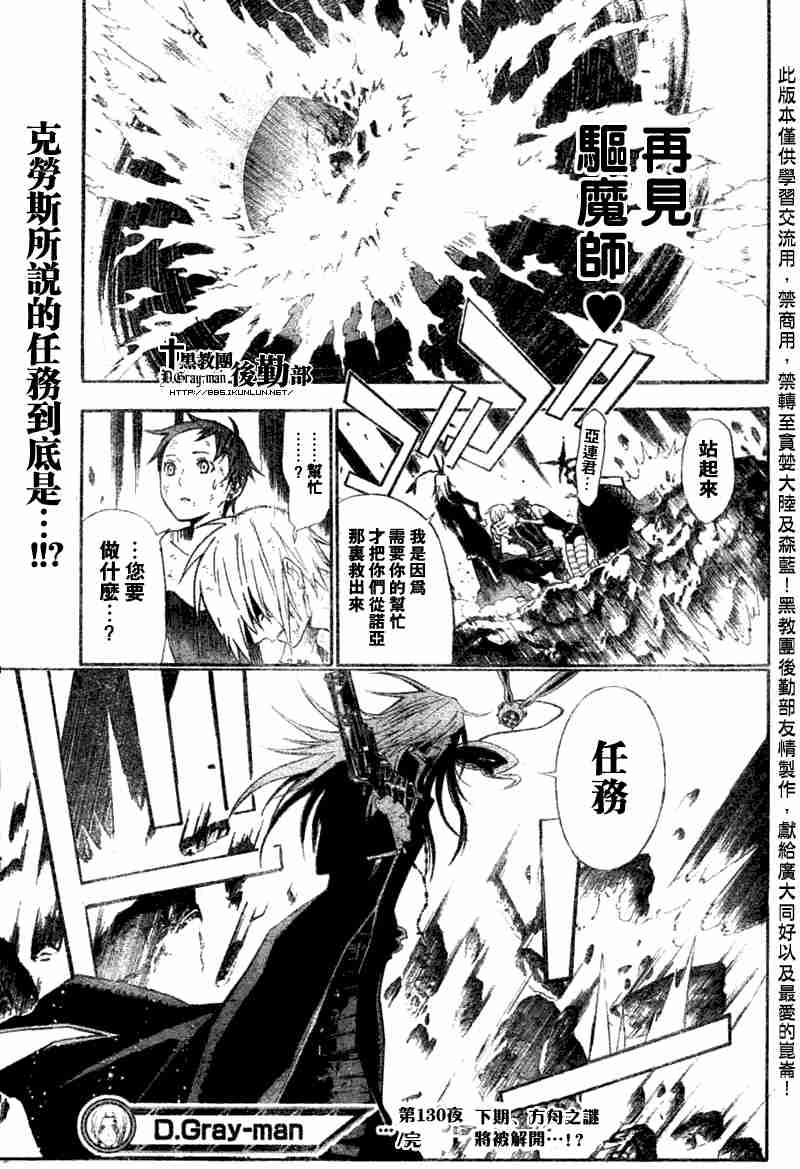 再見
驅魔師♥
克勞斯所說的任務到底是…!!?
黑教團
D.Gray-man 後勤部
HTTP://BBS.IKUNLUN.NET/
站起來
亞連君…
我是因為
需要你的幫忙
才把你們從諾亞
那裏救出來
……幫忙
……?
…您要
做什麼…?
任務
D.Gray-man
第130夜
…/完
下期、方舟之謎
將被解開…!?
此版本僅供學習交流用，禁商用，禁轉至貪婪大陸及森藍！黑教團後勤部友情製作，獻給廣大同好以及最愛的崑崙！